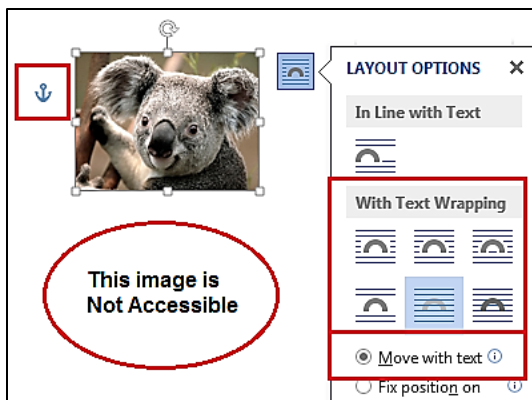 LAYOUT OPTIONS
In Line with Text
With Text Wrapping
Move with text
Fix position on
This image is
Not Accessible